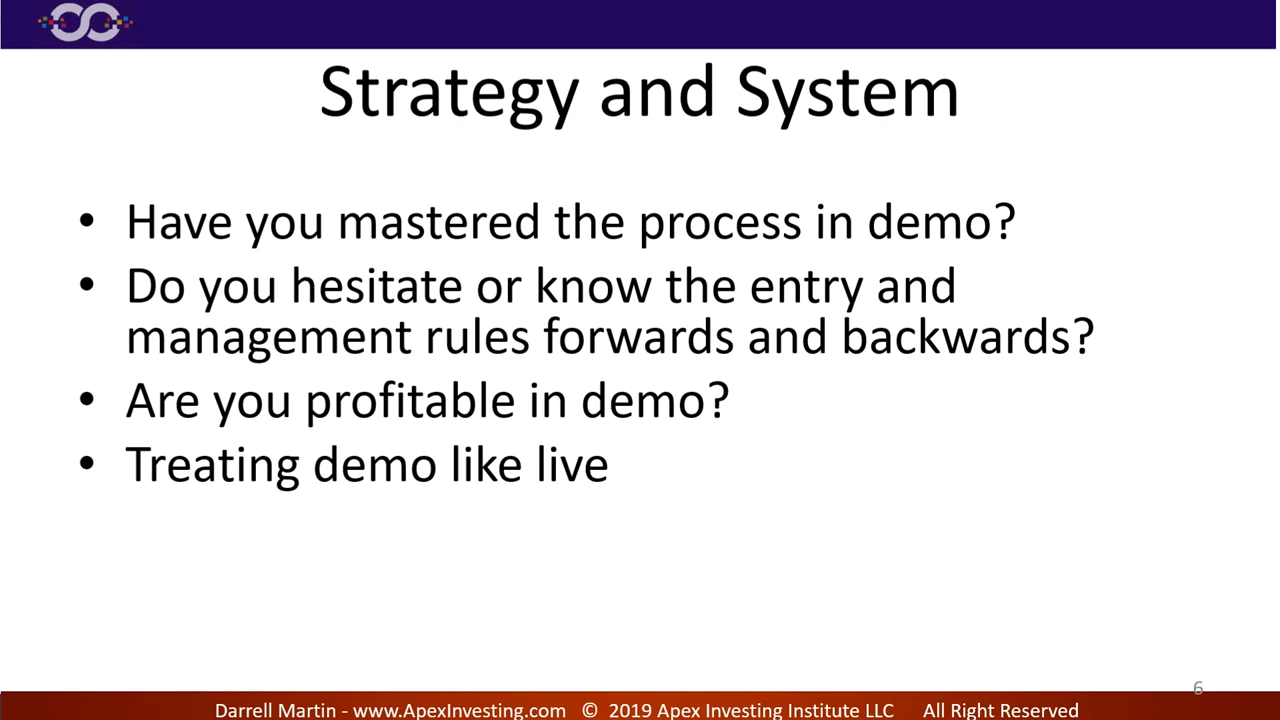 Strategy and System
• Have you mastered the process in demo?
• Do you hesitate or know the entry and
management rules forwards and backwards?
• Are you profitable in demo?
• Treating demo like live
6
Darrell Martin - www.ApexInvesting.com © 2019 Apex Investing Institute LLC All Right Reserved